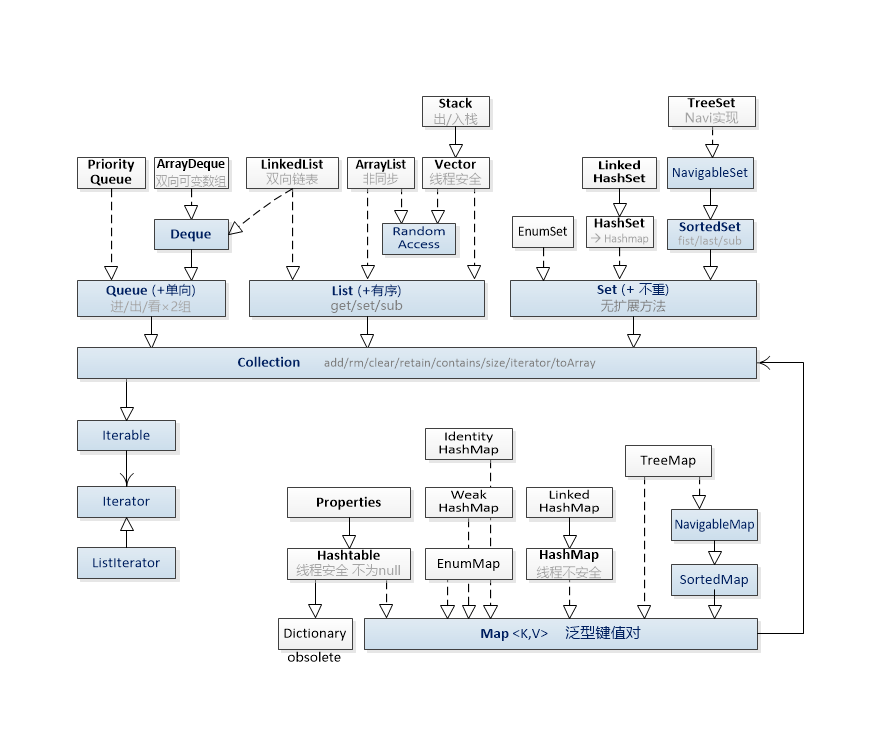 Stack
出/入栈
TreeSet
Navi实现
Priority
Queue
ArrayDeque
双向可变数组
LinkedList
双向链表
ArrayList
非同步
Vector
线程安全
Linked
HashSet
NavigableSet
Deque
Random
Access
EnumSet
HashSet
→ Hashmap
SortedSet
fist/last/sub
Queue (+单向)
进/出/看×2组
List (+有序)
get/set/sub
Set (+ 不重)
无扩展方法
Collection add/rm/clear/retain/contains/size/iterator/toArray
Iterable
Identity
HashMap
TreeMap
Iterator
Properties
Weak
HashMap
Linked
HashMap
NavigableMap
ListIterator
Hashtable
线程安全 不为null
EnumMap
HashMap
线程不安全
SortedMap
Dictionary
obsolete
Map <K,V> 泛型键值对